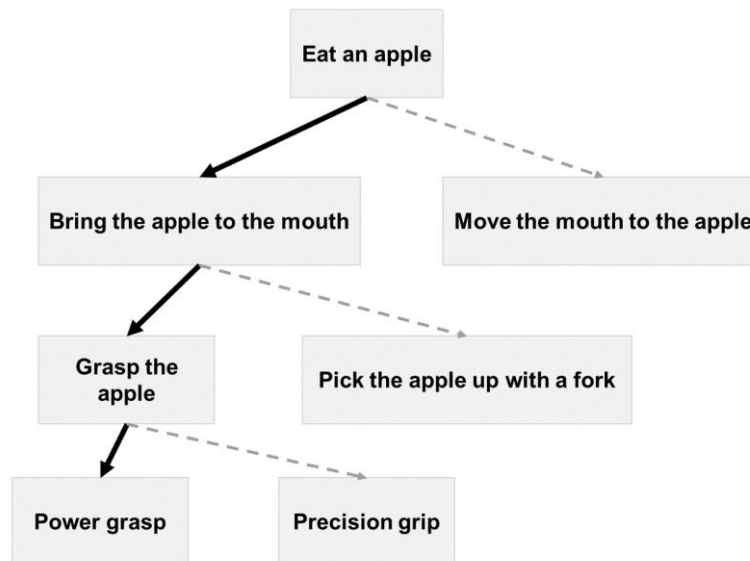 Eat an apple
Bring the apple to the mouth
Move the mouth to the apple
Grasp the
apple
Pick the apple up with a fork
Power grasp
Precision grip